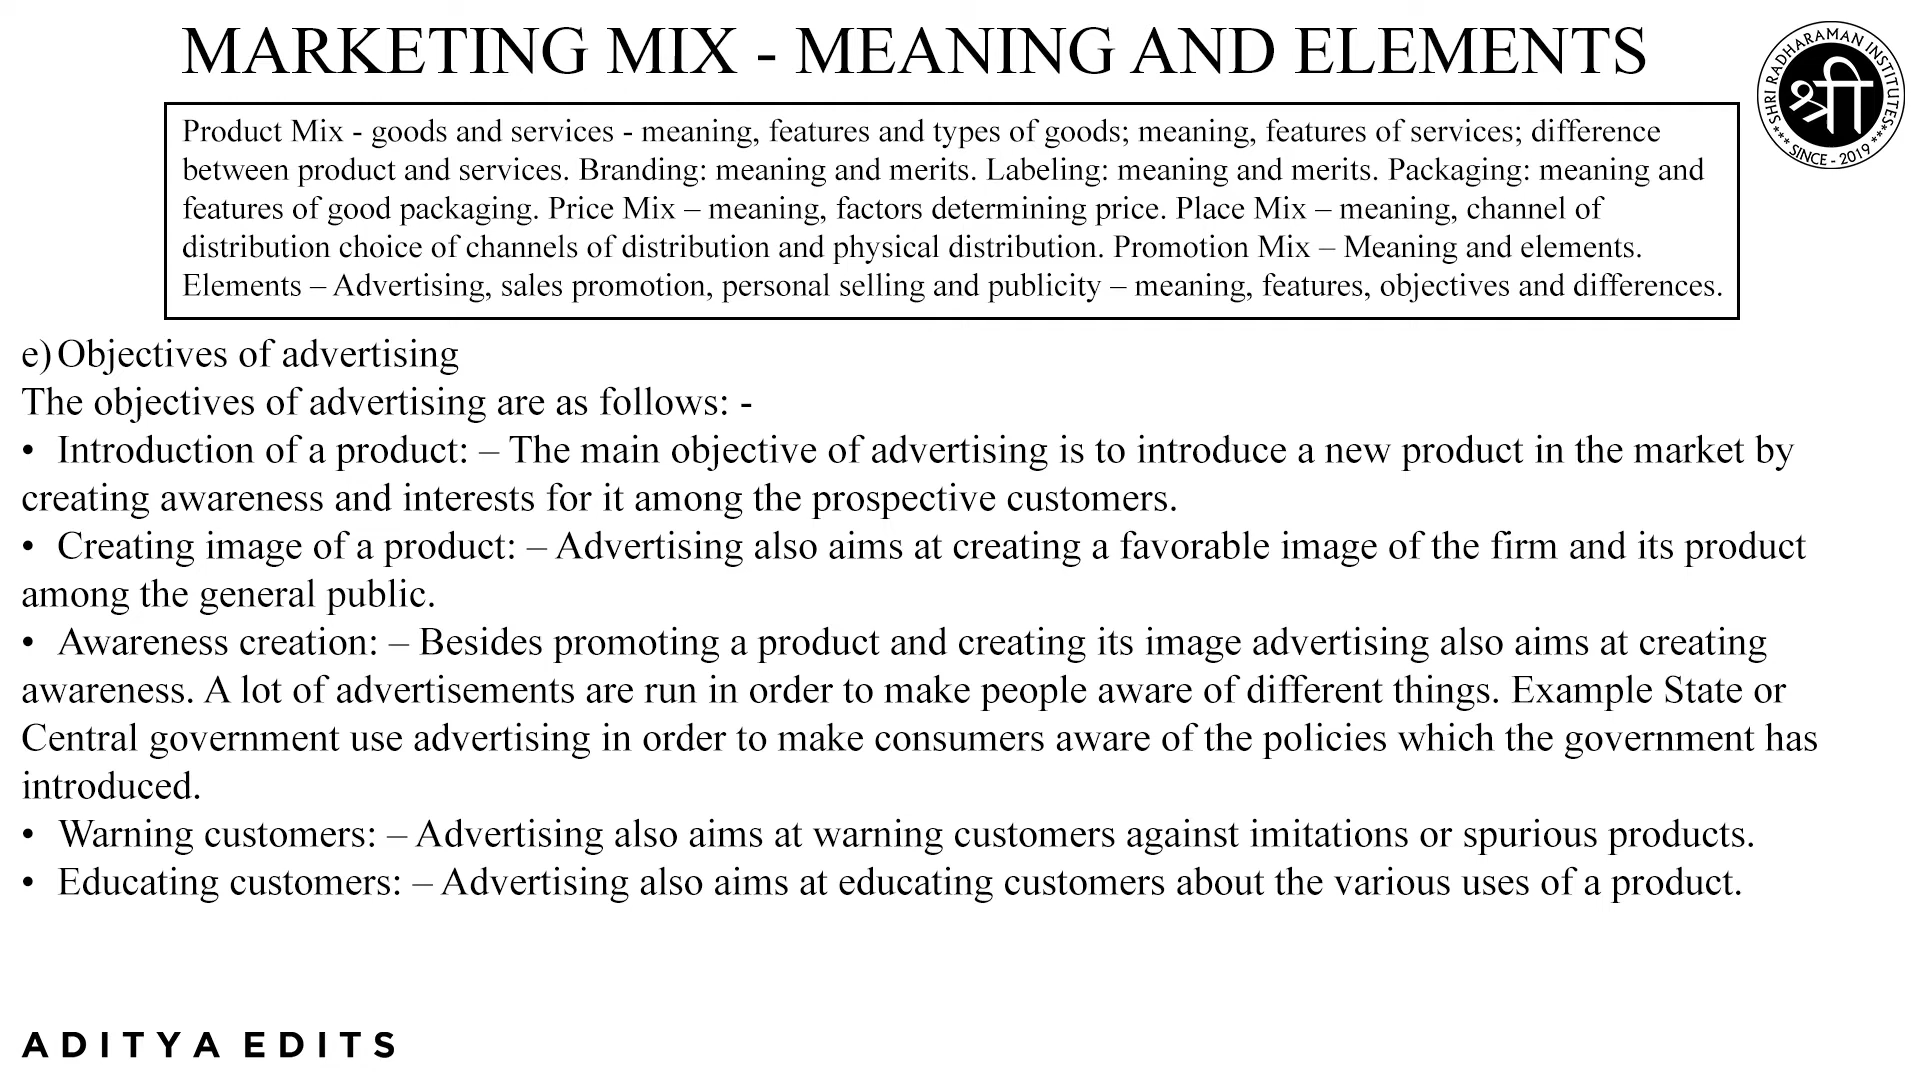 MARKETING MIX - MEANING AND ELEMENTS
SHRI RADHARAMAN INSTITUTES
श्री
*** SINCE - 2019 ***
Product Mix - goods and services - meaning, features and types of goods; meaning, features of services; difference
between product and services. Branding: meaning and merits. Labeling: meaning and merits. Packaging: meaning and
features of good packaging. Price Mix – meaning, factors determining price. Place Mix – meaning, channel of
distribution choice of channels of distribution and physical distribution. Promotion Mix – Meaning and elements.
Elements – Advertising, sales promotion, personal selling and publicity – meaning, features, objectives and differences.
e) Objectives of advertising
The objectives of advertising are as follows: -
• Introduction of a product: – The main objective of advertising is to introduce a new product in the market by
creating awareness and interests for it among the prospective customers.
• Creating image of a product: – Advertising also aims at creating a favorable image of the firm and its product
among the general public.
• Awareness creation: – Besides promoting a product and creating its image advertising also aims at creating
awareness. A lot of advertisements are run in order to make people aware of different things. Example State or
Central government use advertising in order to make consumers aware of the policies which the government has
introduced.
• Warning customers: – Advertising also aims at warning customers against imitations or spurious products.
• Educating customers: – Advertising also aims at educating customers about the various uses of a product.
ADITYA EDITS